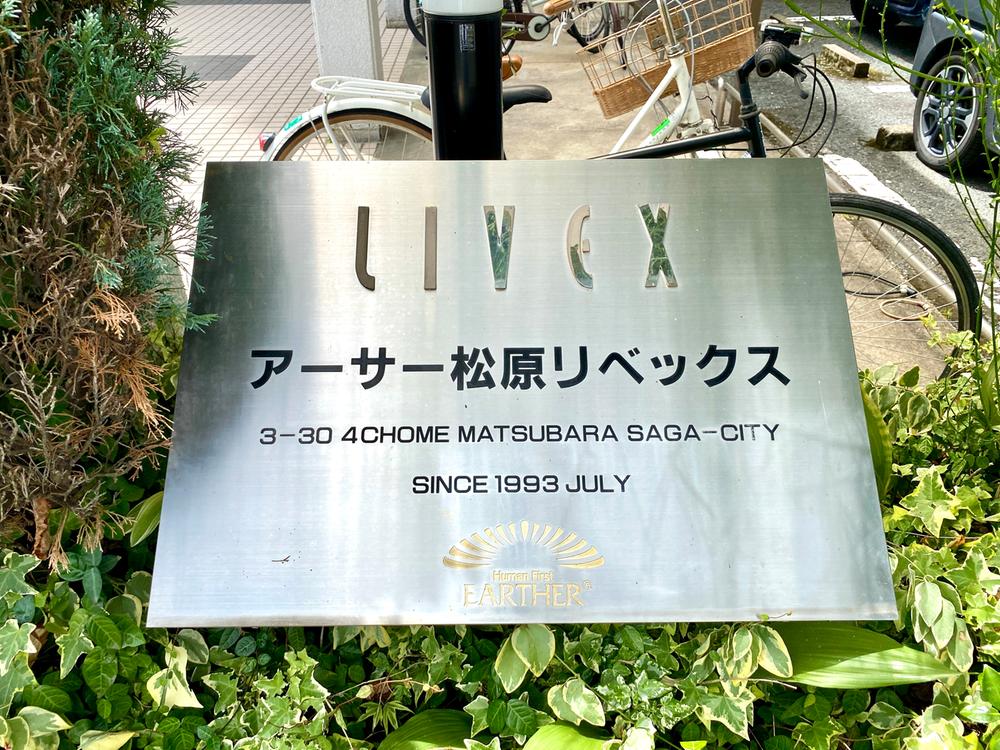 LIVEX
アーサー松原リベックス
3-30 4CHOME MATSUBARA SAGA-CITY
SINCE 1993 JULY
Human First
EARTHER®